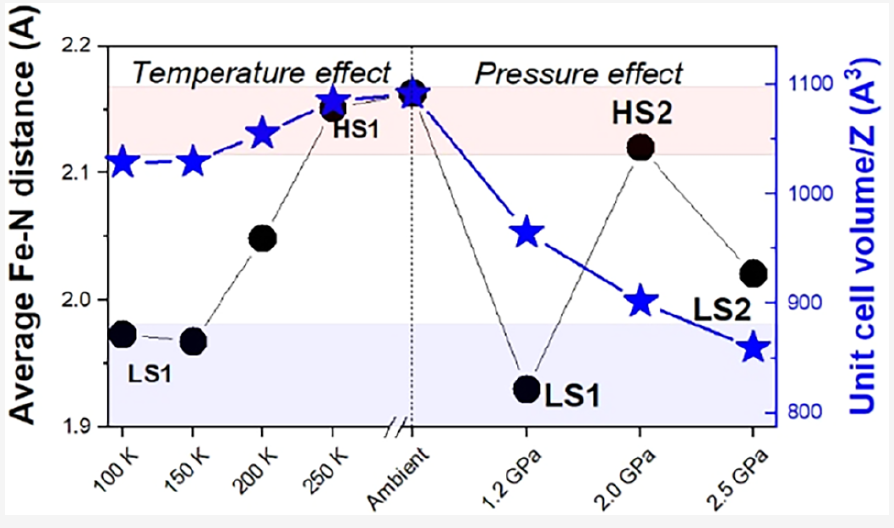 Average Fe-N distance (A)
2.2
2.1
2.0
1.9
Temperature effect
Pressure effect
HS1
HS2
LS1
LS1
LS2
1100
1000
900
800
Unit cell volume/Z (A³)
100 K
150 K
200 K
250 K
Ambient
1.2 GPa
2.0 GPa
2.5 GPa